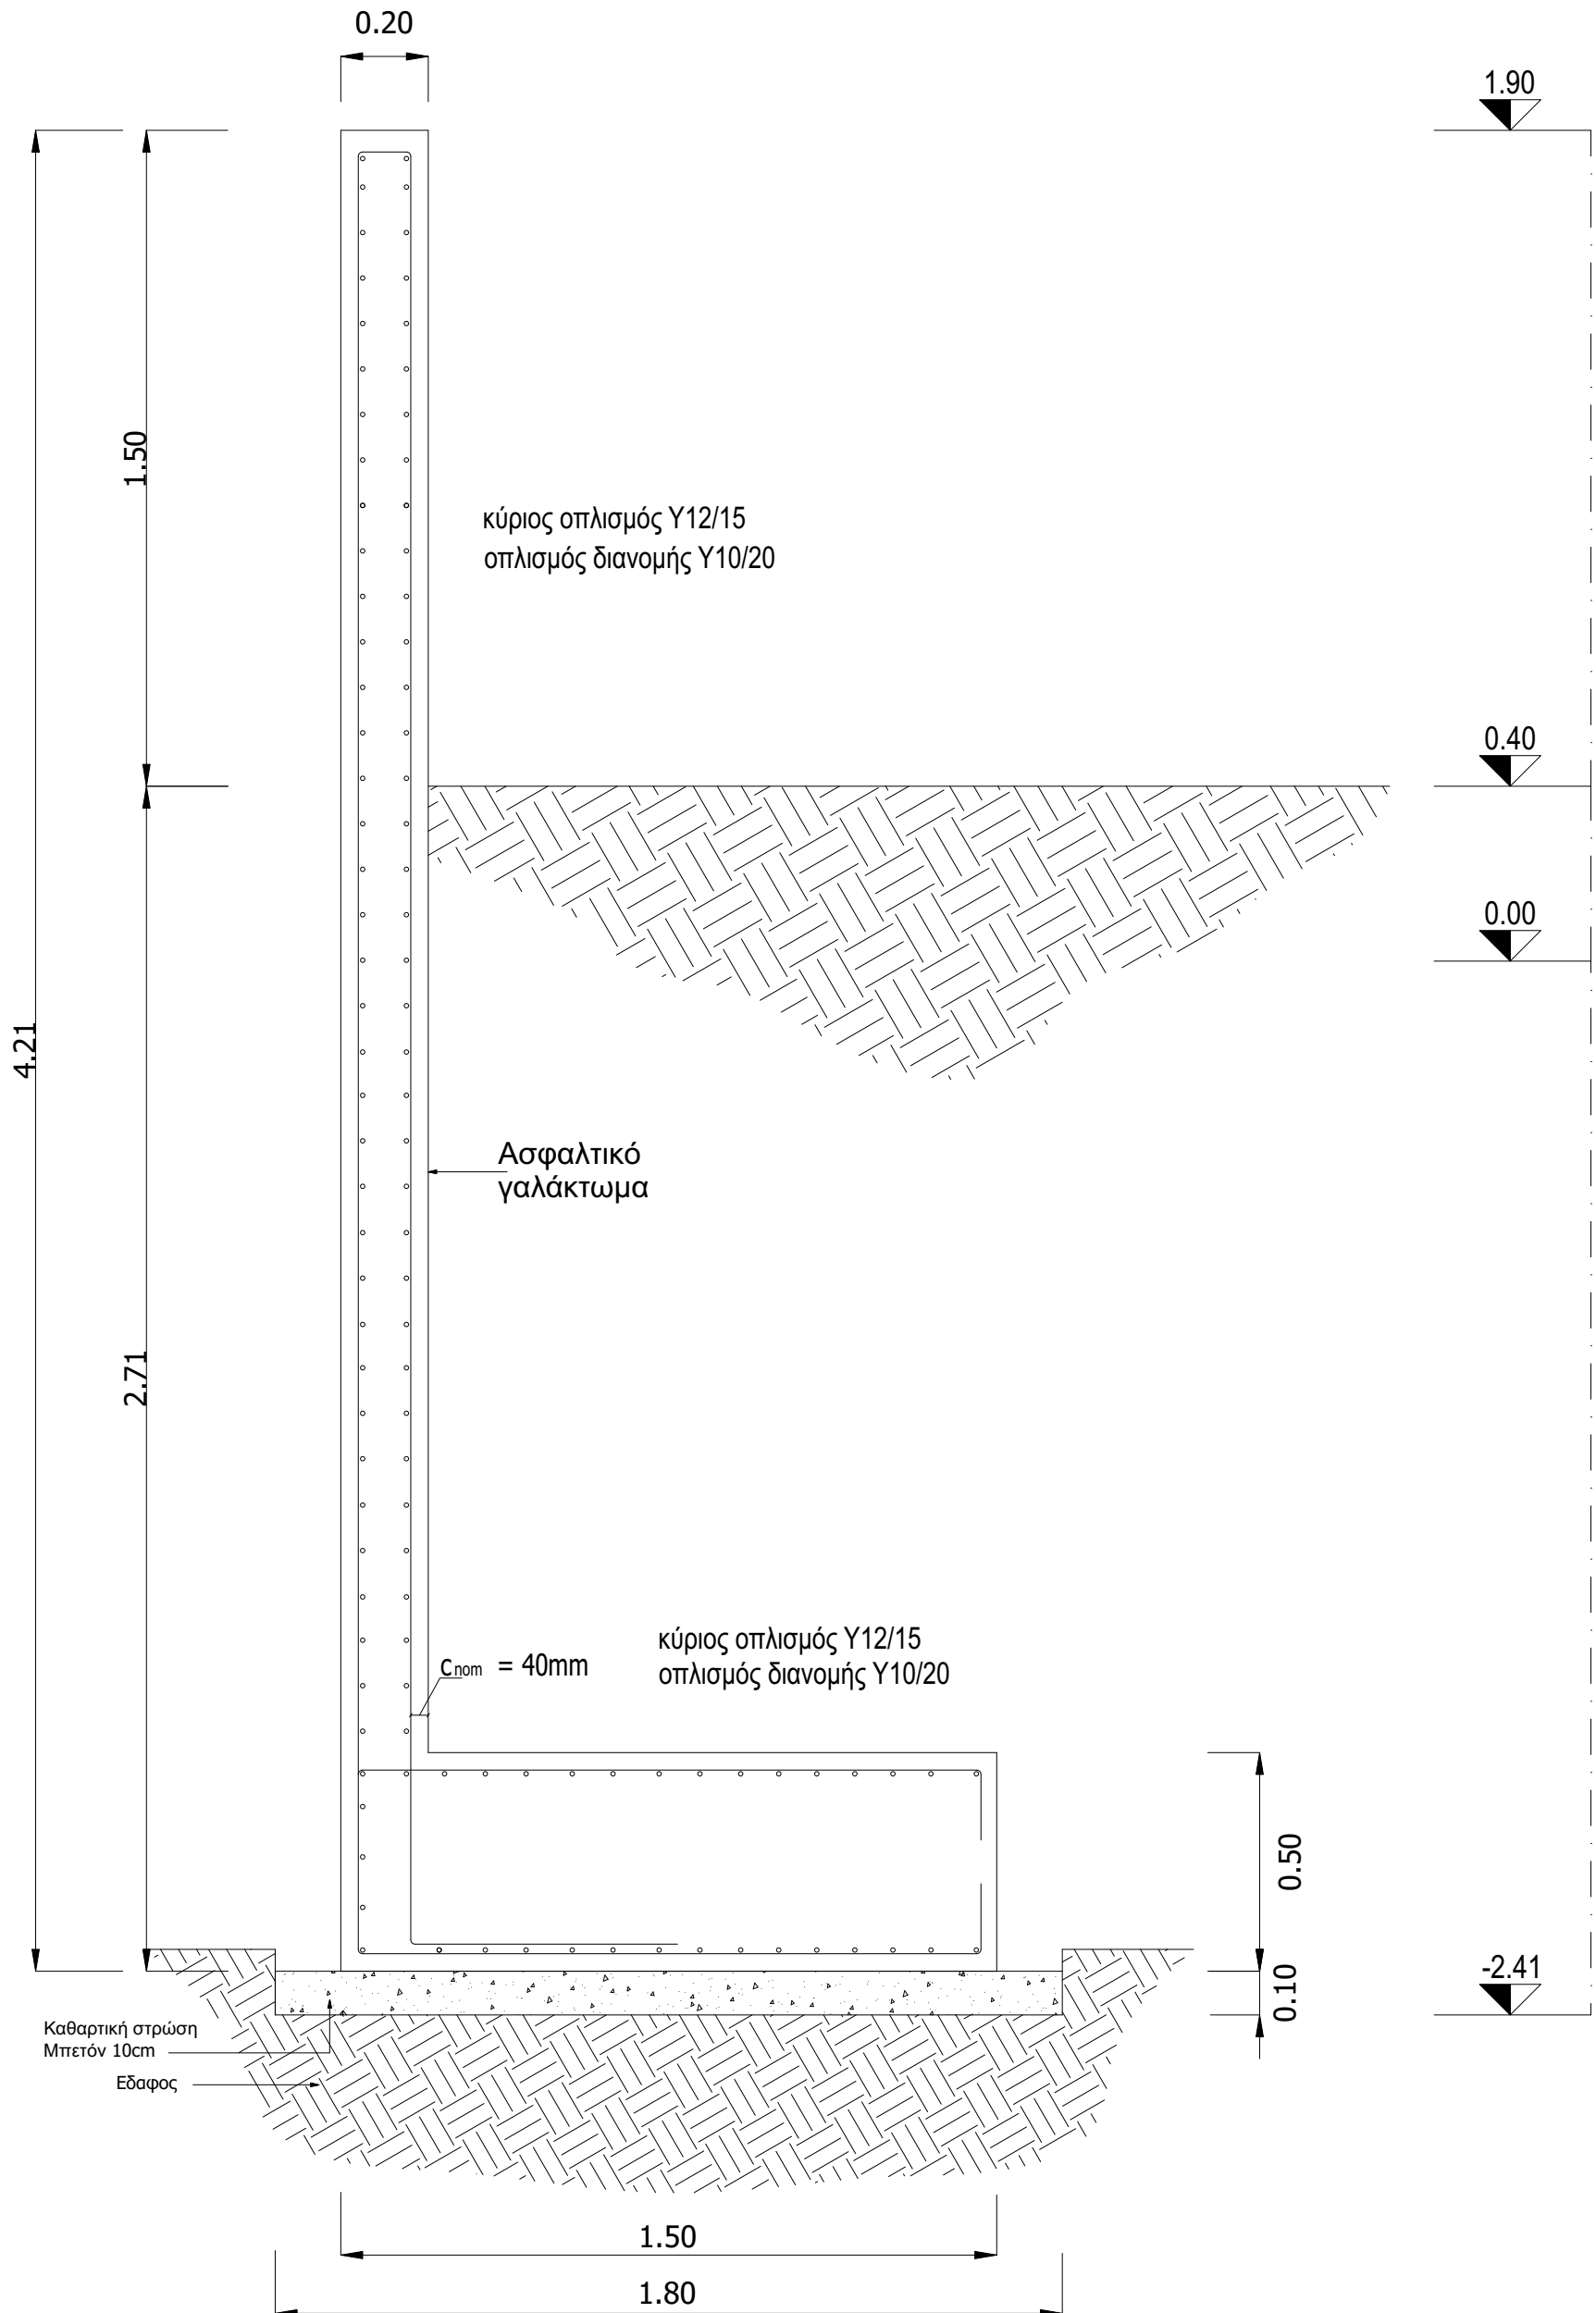 0.20
1.90
1.50
κύριος οπλισμός Y12/15
οπλισμός διανομής Y10/20
0.40
0.00
4.21
Ασφαλτικό
γαλάκτωμα
2.71
κύριος οπλισμός Y12/15
οπλισμός διανομής Y10/20
cnom = 40mm
0.50
-2.41
0.10
Καθαρτική στρώση
Μπετόν 10cm
Εδαφος
1.50
1.80